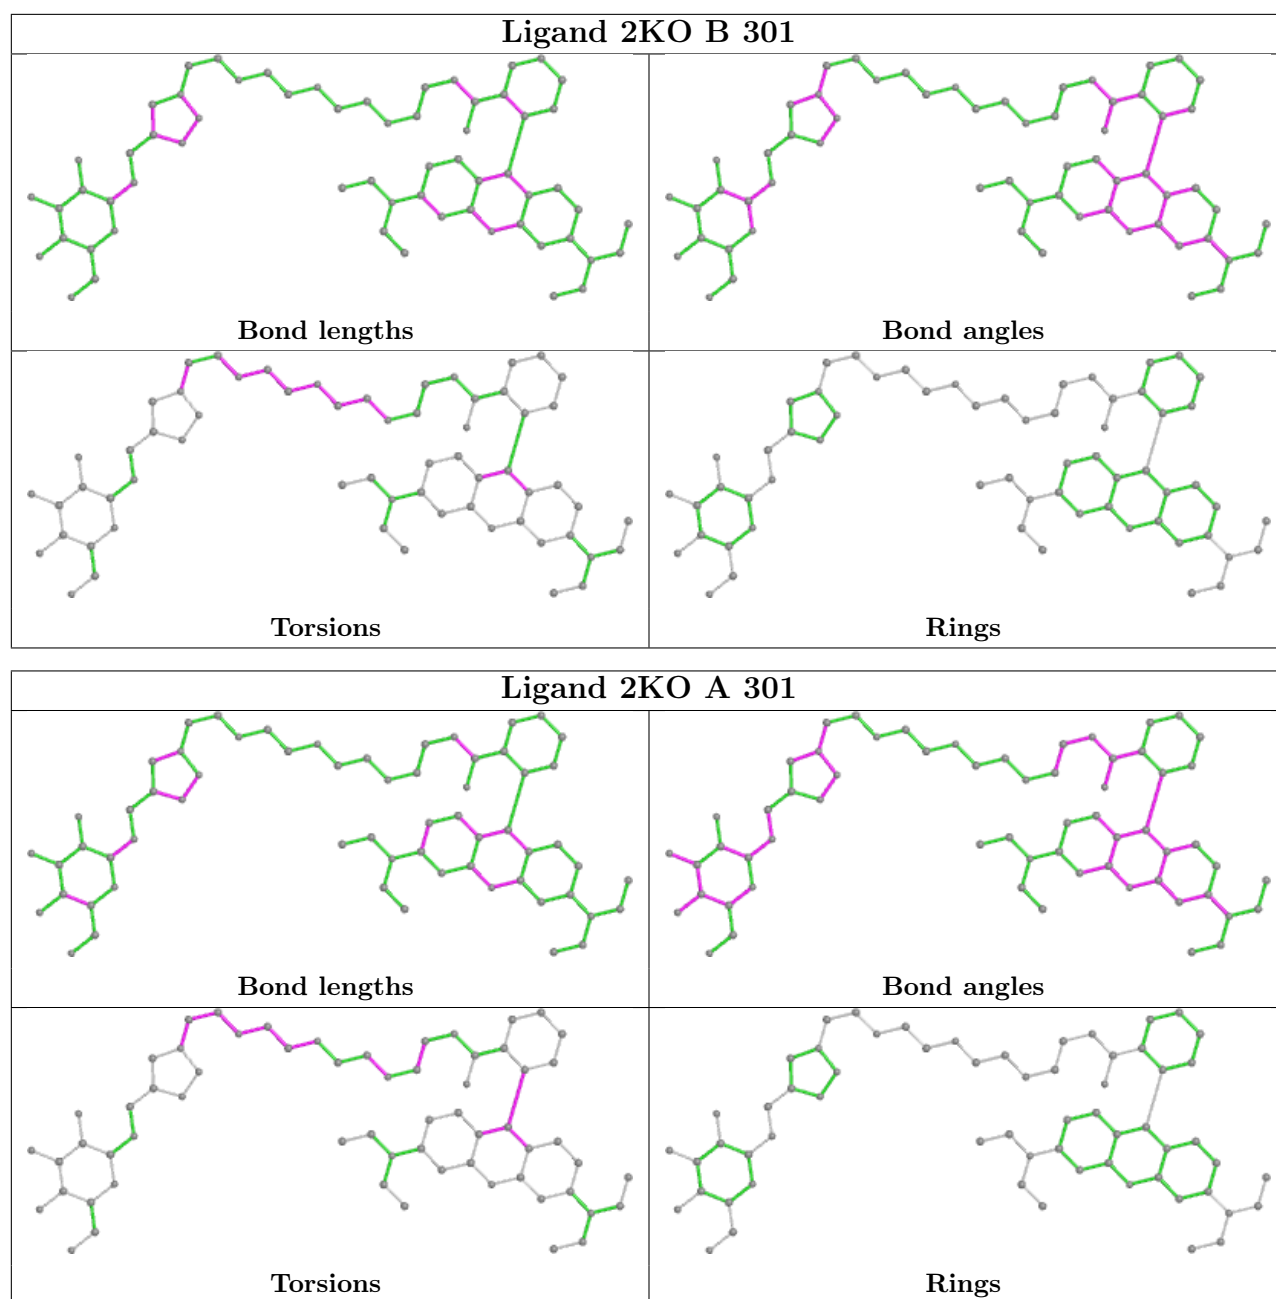 Ligand 2KO B 301
Bond lengths
Bond angles
Torsions
Rings
Ligand 2KO A 301
Bond lengths
Bond angles
Torsions
Rings